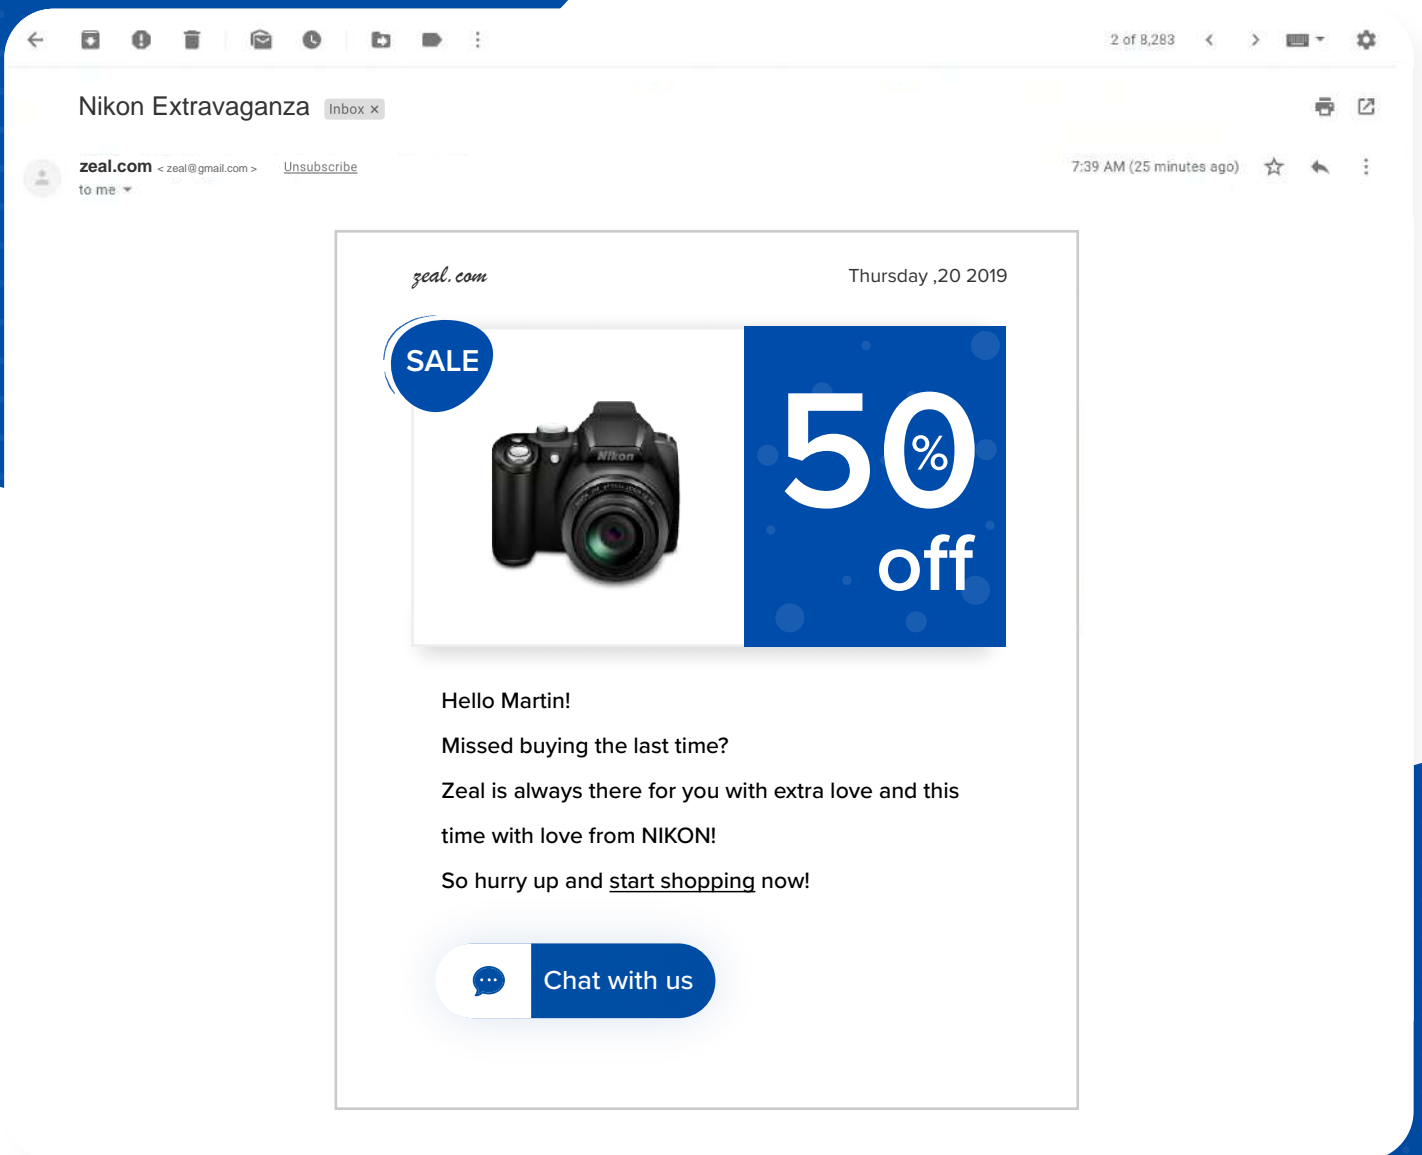 2 of 8,283
Nikon Extravaganza Inbox ×
zeal.com < zeal@gmail.com > Unsubscribe 7:39 AM (25 minutes ago)
to me
zeal.com Thursday ,20 2019
SALE
50%
off
Nikon
Hello Martin!
Missed buying the last time?
Zeal is always there for you with extra love and this
time with love from NIKON!
So hurry up and start shopping now!
Chat with us